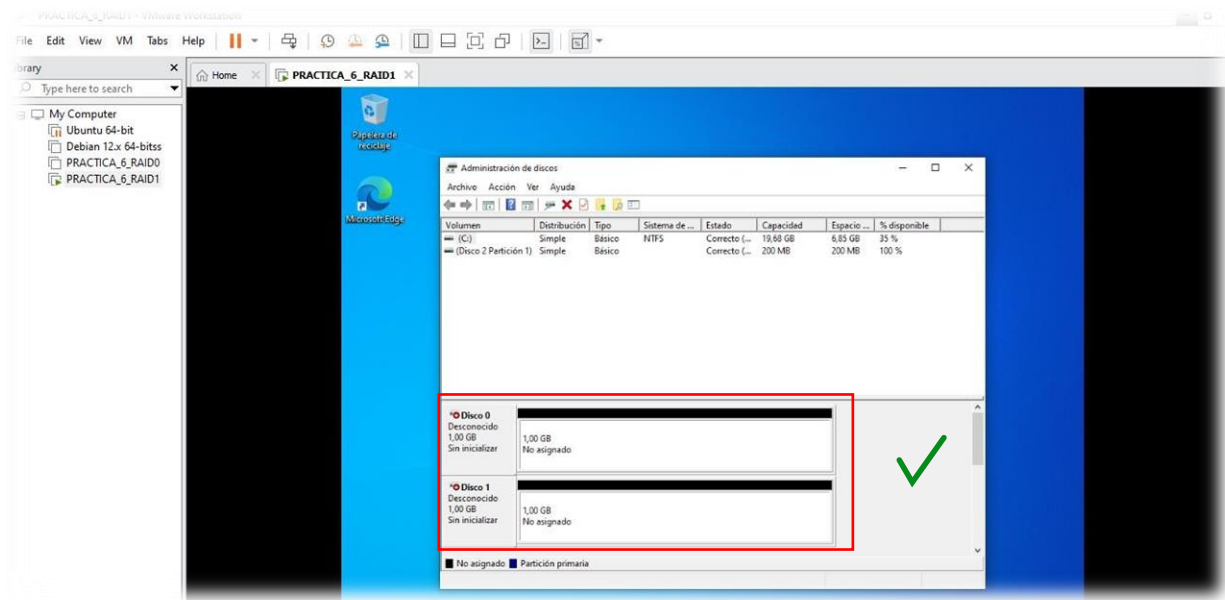 PRACTICA_6_RAID1 - VMware Workstation
File Edit View VM Tabs Help
brary
Type here to search
Home
PRACTICA_6_RAID1
My Computer
Ubuntu 64-bit
Debian 12.x 64-bitss
PRACTICA_6_RAID0
PRACTICA_6_RAID1
Papelera de
reciclaje
Microsoft Edge
Administración de discos
Archivo Acción Ver Ayuda
Volumen Distribución Tipo Sistema de ... Estado Capacidad Espacio ... % disponible
(C:) Simple Básico NTFS Correcto (... 19,68 GB 6,85 GB 35 %
(Disco 2 Partición 1) Simple Básico Correcto (... 200 MB 200 MB 100 %
Disco 0
Desconocido
1,00 GB
Sin inicializar
1,00 GB
No asignado
Disco 1
Desconocido
1,00 GB
Sin inicializar
1,00 GB
No asignado
No asignado Partición primaria